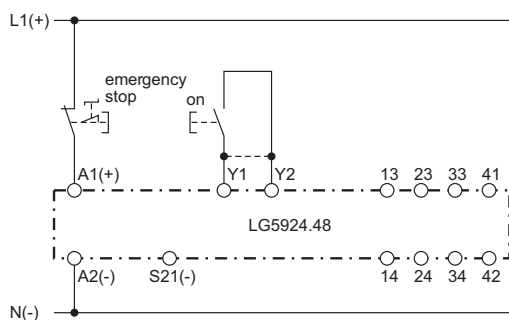 L1(+)
emergency
stop
on
A1(+) Y1 Y2 13 23 33 41
LG5924.48
A2(-) S21(-) 14 24 34 42
N(-)